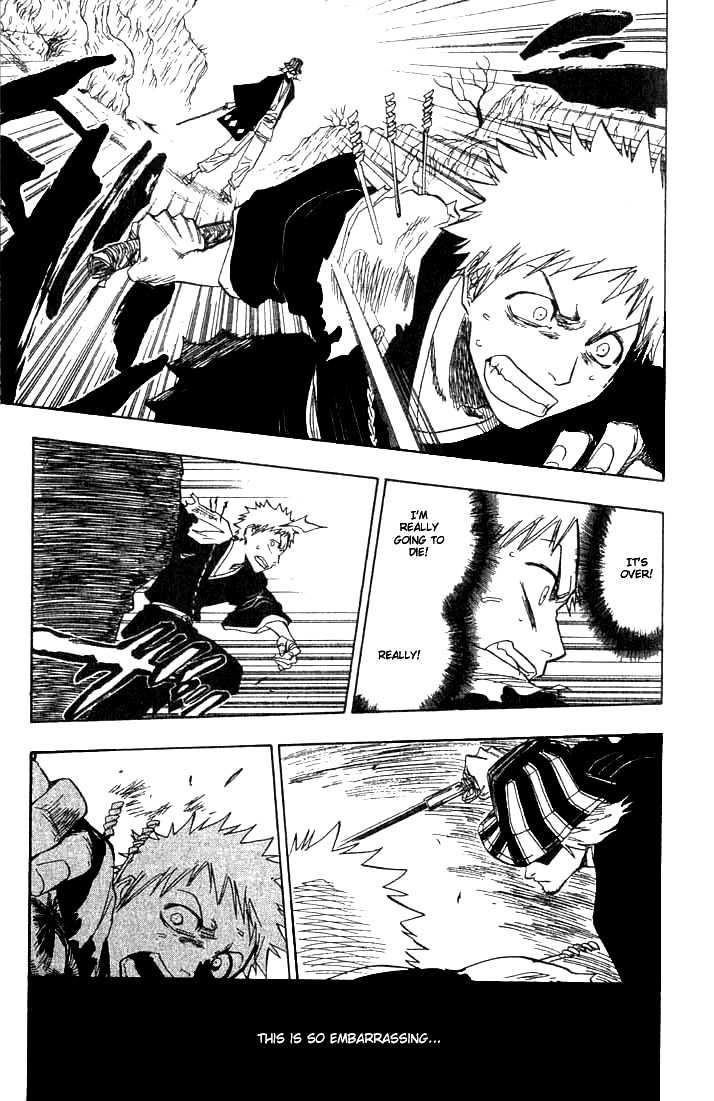 IT'S
OVER!
I'M
REALLY
GOING TO
DIE!
REALLY!
THIS IS SO EMBARRASSING...